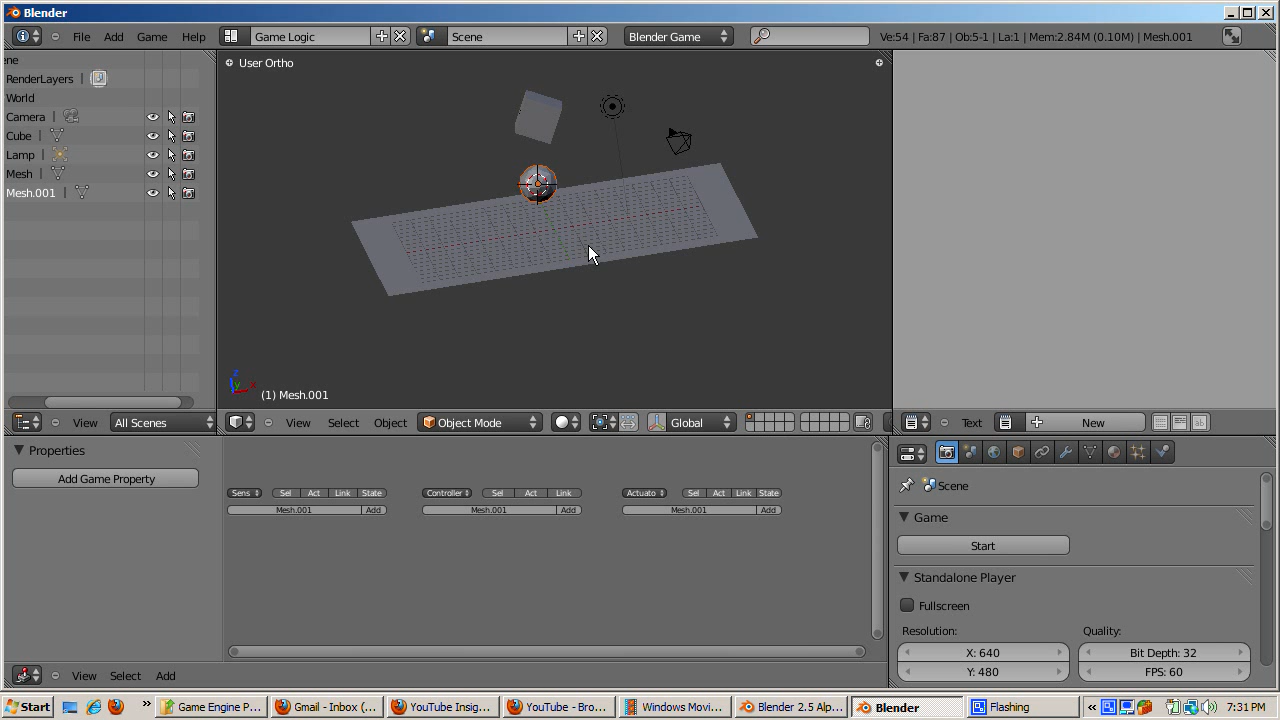 Blender
File Add Game Help Game Logic Scene Blender Game Ve:54 | Fa:87 | Ob:5-1 | La:1 | Mem:2.84M (0.10M) | Mesh.001
ene
RenderLayers |
World
Camera |
Cube |
Lamp |
Mesh |
Mesh.001 |
User Ortho
z
y
x
(1) Mesh.001
View All Scenes
View Select Object Object Mode Global
Text New
Properties
Add Game Property
Sens Sel Act Link State
Mesh.001 Add
Controller Sel Act Link
Mesh.001 Add
Actuato Sel Act Link State
Mesh.001 Add
View Select Add
Scene
Game
Start
Standalone Player
Fullscreen
Resolution: Quality:
X: 640 Bit Depth: 32
Y: 480 FPS: 60
Start » Game Engine P... Gmail - Inbox (... YouTube Insig... YouTube - Bro... Windows Movi... Blender 2.5 Alp... Blender Flashing « 7:31 PM